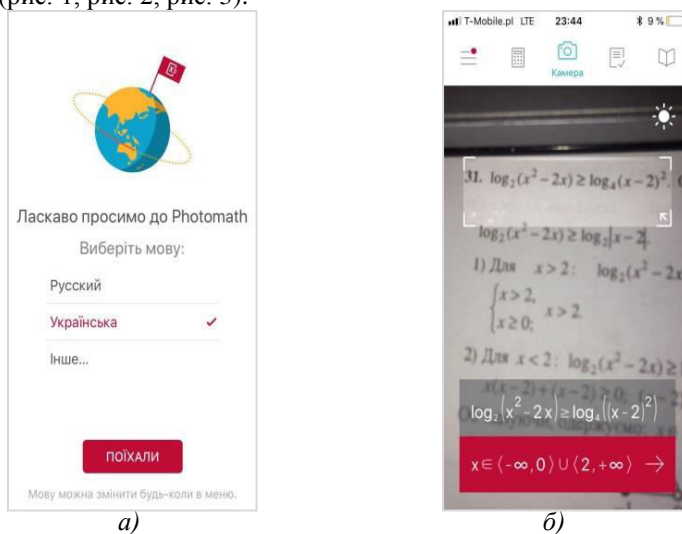 (рис. 1, рис. 2, рис. 3).
Ласкаво просимо до Photomath
Виберіть мову:
Русский
Українська
Інше...
ПОЇХАЛИ
Мову можна змінити будь-коли в меню.
а)
T-Mobile.pl LTE 23:44 9 %
Камера
31. log₂(x² – 2x) ≥ log₄(x – 2)².
log₂(x² – 2x) ≥ log₂|x – 2|.
1) Для x > 2: log₂(x² – 2x
x > 2,
x ≥ 0; x > 2.
2) Для x < 2: log₂(x² – 2x) ≥
x(x – 2) + (x – 2) ≥ 0;
log₂(x² – 2x) ≥ log₄((x – 2)²)
x ∈ ⟨-∞, 0⟩ ∪ ⟨2, +∞⟩ →
б)